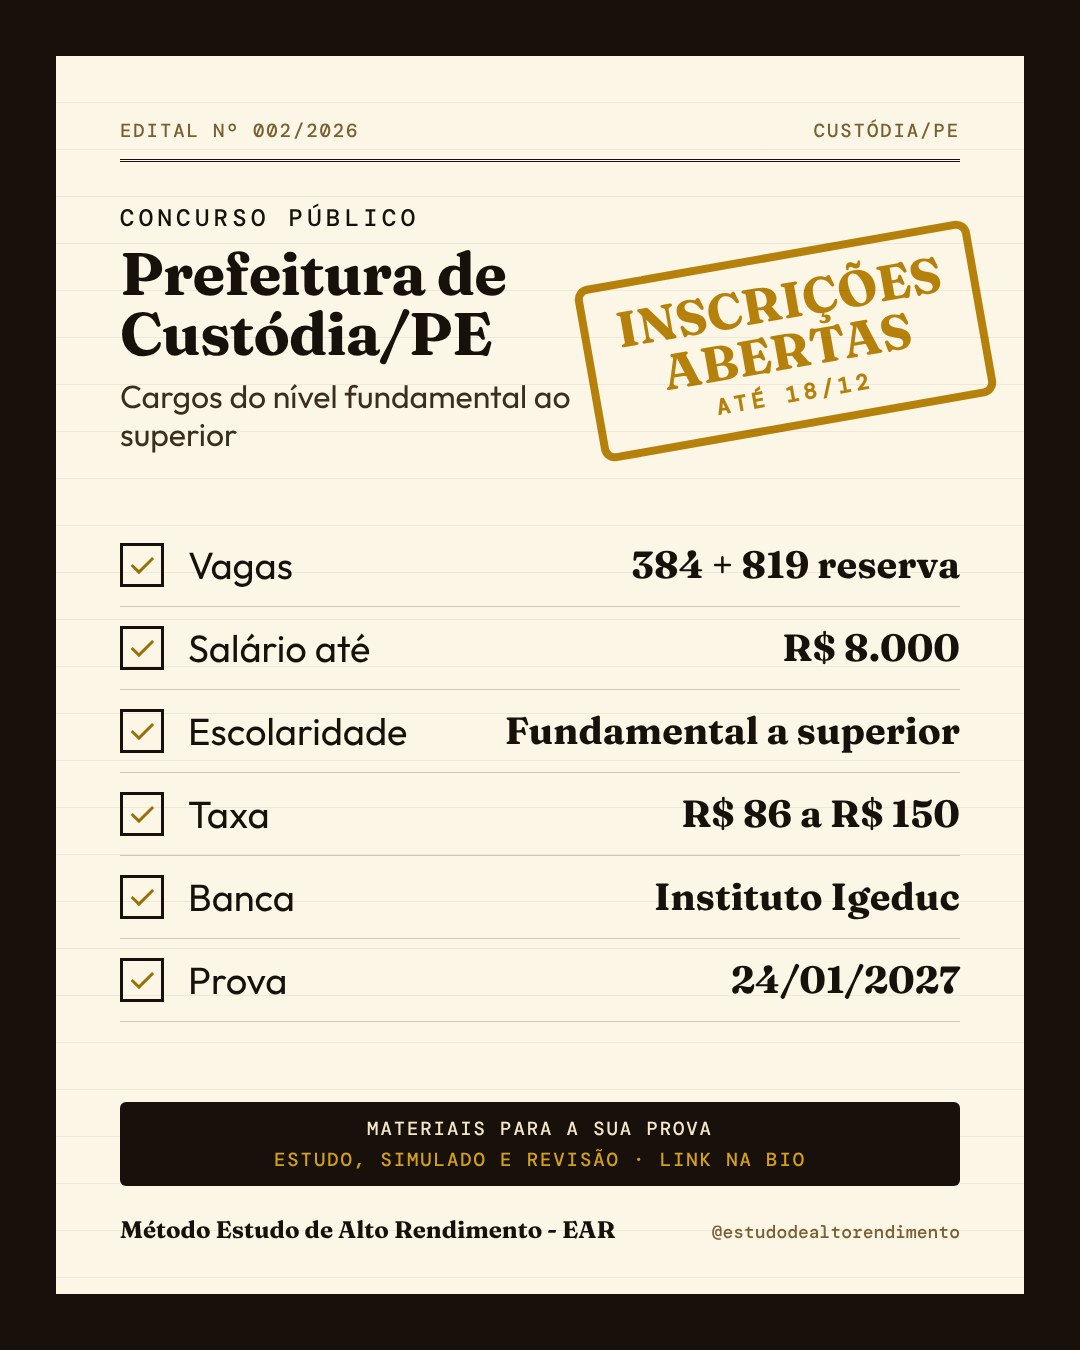 EDITAL Nº 002/2026
CUSTÓDIA/PE
CONCURSO PÚBLICO
Prefeitura de
Custódia/PE
Cargos do nível fundamental ao
superior
INSCRIÇÕES
ABERTAS
ATÉ 18/12
Vagas 384 + 819 reserva
Salário até R$ 8.000
Escolaridade Fundamental a superior
Taxa R$ 86 a R$ 150
Banca Instituto Igeduc
Prova 24/01/2027
MATERIAIS PARA A SUA PROVA
ESTUDO, SIMULADO E REVISÃO · LINK NA BIO
Método Estudo de Alto Rendimento - EAR
@estudodealtorendimento